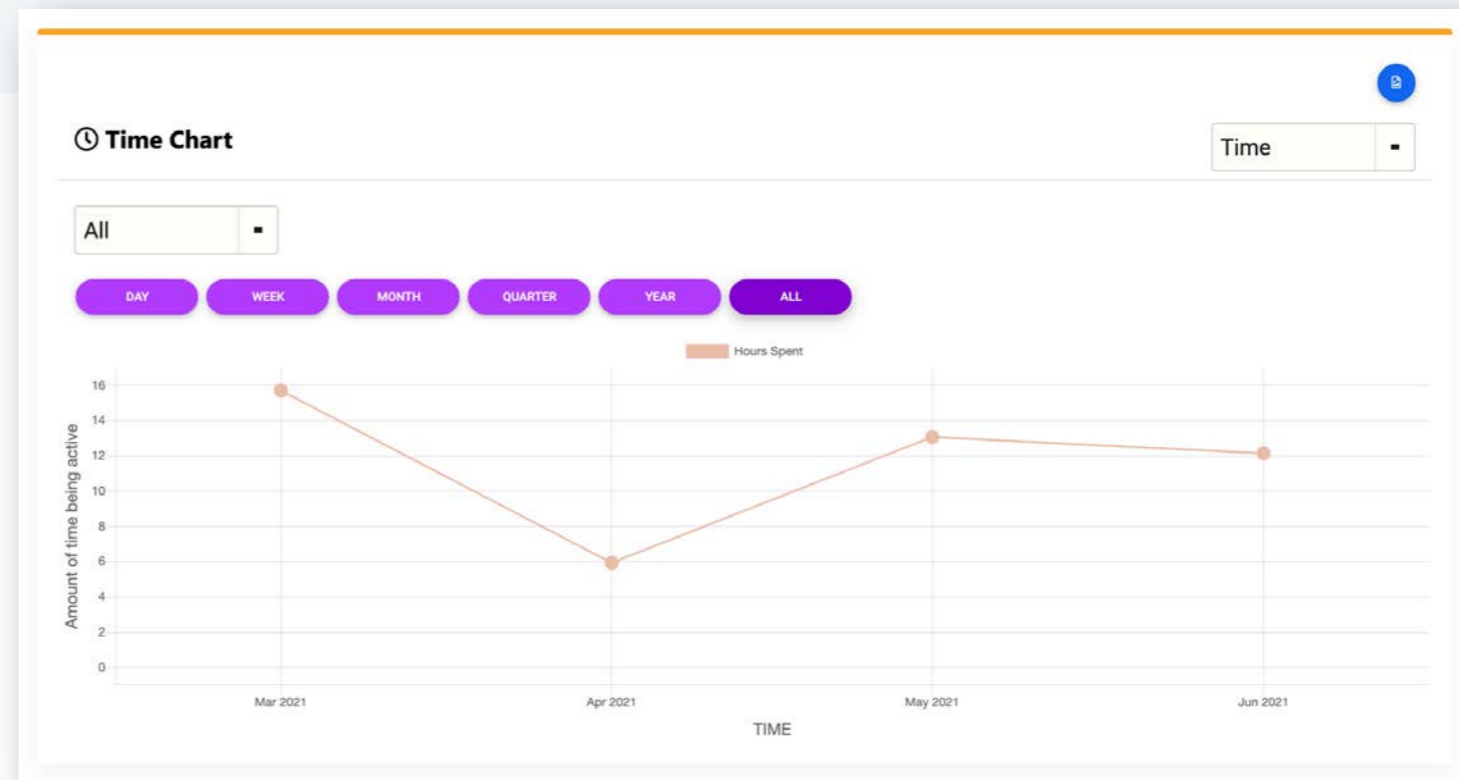 Time Chart
Time
All
DAY WEEK MONTH QUARTER YEAR ALL
Hours Spent
Amount of time being active
16
14
12
10
8
6
4
2
0
Mar 2021 Apr 2021 May 2021 Jun 2021
TIME